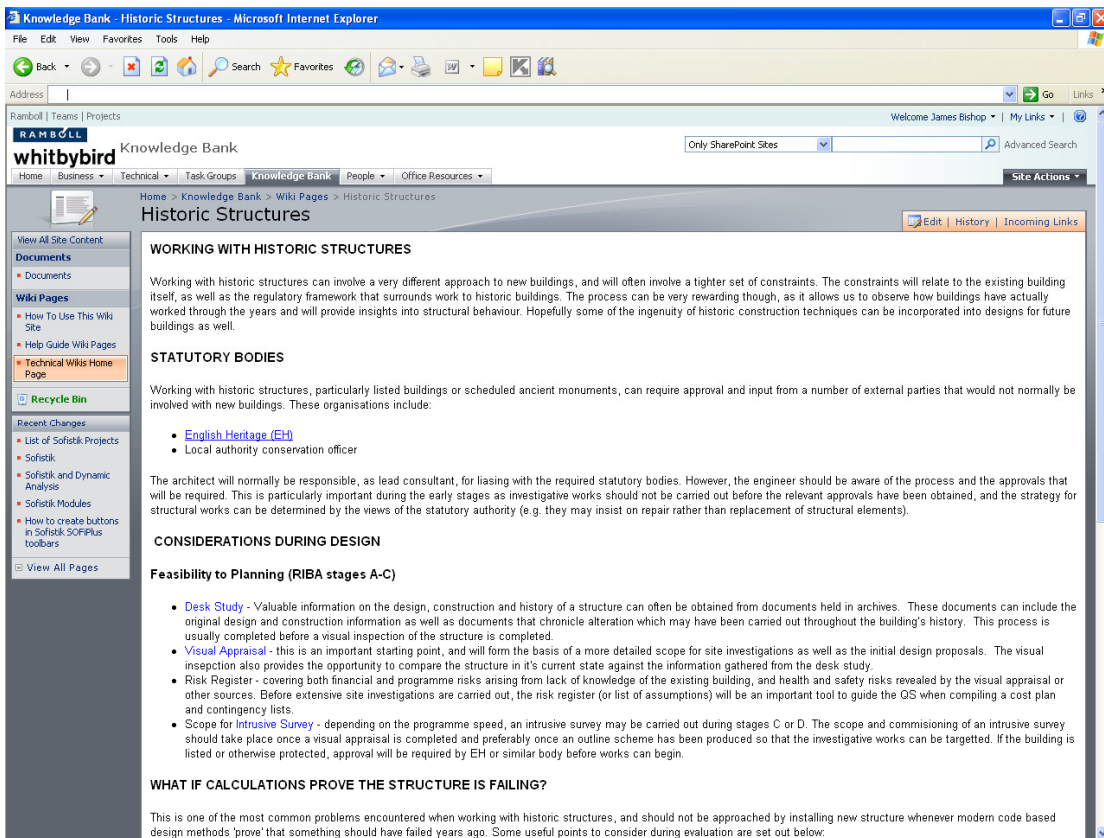 Knowledge Bank - Historic Structures - Microsoft Internet Explorer
File Edit View Favorites Tools Help
Back Search Favorites
Address Go Links
Ramboll | Teams | Projects Welcome James Bishop | My Links |
RAMBOLL
whitbybird Knowledge Bank Only SharePoint Sites Advanced Search
Home Business Technical Task Groups Knowledge Bank People Office Resources Site Actions
Home > Knowledge Bank > Wiki Pages > Historic Structures
Historic Structures
Edit | History | Incoming Links
View All Site Content
Documents
Documents
Wiki Pages
How To Use This Wiki
Site
Help Guide Wiki Pages
Technical Wikis Home
Page
Recycle Bin
Recent Changes
List of Sofistik Projects
Sofistik
Sofistik and Dynamic
Analysis
Sofistik Modules
How to create buttons
in Sofistik SOFiPlus
toolbars
View All Pages
WORKING WITH HISTORIC STRUCTURES
Working with historic structures can involve a very different approach to new buildings, and will often involve a tighter set of constraints. The constraints will relate to the existing building
itself, as well as the regulatory framework that surrounds work to historic buildings. The process can be very rewarding though, as it allows us to observe how buildings have actually
worked through the years and will provide insights into structural behaviour. Hopefully some of the ingenuity of historic construction techniques can be incorporated into designs for future
buildings as well.
STATUTORY BODIES
Working with historic structures, particularly listed buildings or scheduled ancient monuments, can require approval and input from a number of external parties that would not normally be
involved with new buildings. These organisations include:
• English Heritage (EH)
• Local authority conservation officer
The architect will normally be responsible, as lead consultant, for liasing with the required statutory bodies. However, the engineer should be aware of the process and the approvals that
will be required. This is particularly important during the early stages as investigative works should not be carried out before the relevant approvals have been obtained, and the strategy for
structural works can be determined by the views of the statutory authority (e.g. they may insist on repair rather than replacement of structural elements).
CONSIDERATIONS DURING DESIGN
Feasibility to Planning (RIBA stages A-C)
• Desk Study - Valuable information on the design, construction and history of a structure can often be obtained from documents held in archives. These documents can include the
original design and construction information as well as documents that chronicle alteration which may have been carried out throughout the building's history. This process is
usually completed before a visual inspection of the structure is completed.
• Visual Appraisal - this is an important starting point, and will form the basis of a more detailed scope for site investigations as well as the initial design proposals. The visual
insepction also provides the opportunity to compare the structure in it's current state against the information gathered from the desk study.
• Risk Register - covering both financial and programme risks arising from lack of knowledge of the existing building, and health and safety risks revealed by the visual appraisal or
other sources. Before extensive site investigations are carried out, the risk register (or list of assumptions) will be an important tool to guide the QS when compiling a cost plan
and contingency lists.
• Scope for Intrusive Survey - depending on the programme speed, an intrusive survey may be carried out during stages C or D. The scope and commisioning of an intrusive survey
should take place once a visual appraisal is completed and preferably once an outline scheme has been produced so that the investigative works can be targetted. If the building is
listed or otherwise protected, approval will be required by EH or similar body before works can begin.
WHAT IF CALCULATIONS PROVE THE STRUCTURE IS FAILING?
This is one of the most common problems encountered when working with historic structures, and should not be approached by installing new structure whenever modern code based
design methods 'prove' that something should have failed years ago. Some useful points to consider during evaluation are set out below: